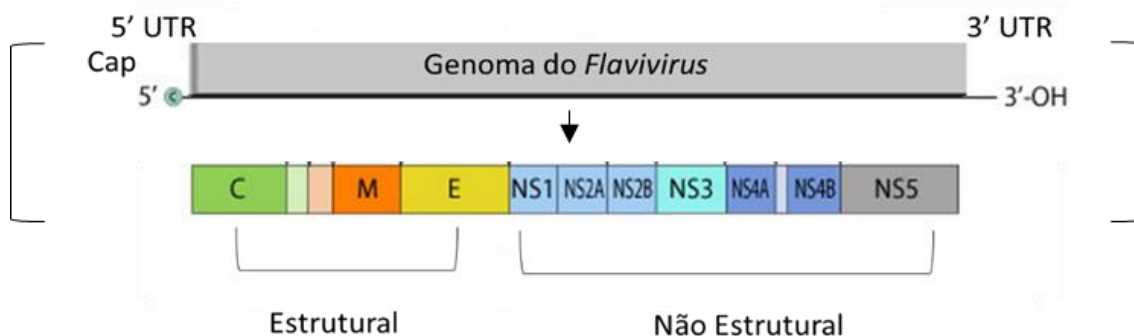 5′ UTR 3′ UTR
Cap Genoma do Flavivirus
5′ C 3′-OH
C M E NS1 NS2A NS2B NS3 NS4A NS4B NS5
Estrutural Não Estrutural